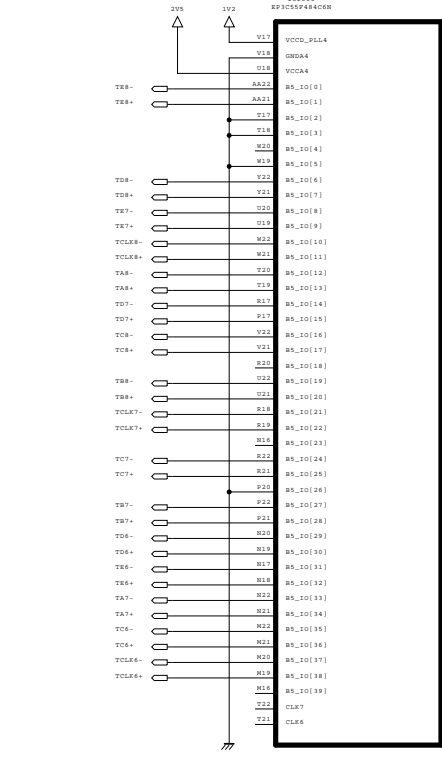 2V5 1V2
EP3C55F484C6N
V17 VCCD_PLL4
V18 GNDA4
U18 VCCA4
TE8- AA22 B5_IO[0]
TE8+ AA21 B5_IO[1]
T17 B5_IO[2]
T18 B5_IO[3]
W20 B5_IO[4]
W19 B5_IO[5]
TD8- Y22 B5_IO[6]
TD8+ Y21 B5_IO[7]
TE7- U20 B5_IO[8]
TE7+ U19 B5_IO[9]
TCLK8- W22 B5_IO[10]
TCLK8+ W21 B5_IO[11]
TA8- T20 B5_IO[12]
TA8+ T19 B5_IO[13]
TD7- R17 B5_IO[14]
TD7+ P17 B5_IO[15]
TC8- V22 B5_IO[16]
TC8+ V21 B5_IO[17]
R20 B5_IO[18]
TB8- U22 B5_IO[19]
TB8+ U21 B5_IO[20]
TCLK7- R18 B5_IO[21]
TCLK7+ R19 B5_IO[22]
N16 B5_IO[23]
TC7- R22 B5_IO[24]
TC7+ R21 B5_IO[25]
P20 B5_IO[26]
TB7- P22 B5_IO[27]
TB7+ P21 B5_IO[28]
TD6- N20 B5_IO[29]
TD6+ N19 B5_IO[30]
TE6- N17 B5_IO[31]
TE6+ N18 B5_IO[32]
TA7- N22 B5_IO[33]
TA7+ N21 B5_IO[34]
TC6- M22 B5_IO[35]
TC6+ M21 B5_IO[36]
TCLK6- M20 B5_IO[37]
TCLK6+ M19 B5_IO[38]
M16 B5_IO[39]
T22 CLK7
T21 CLK6